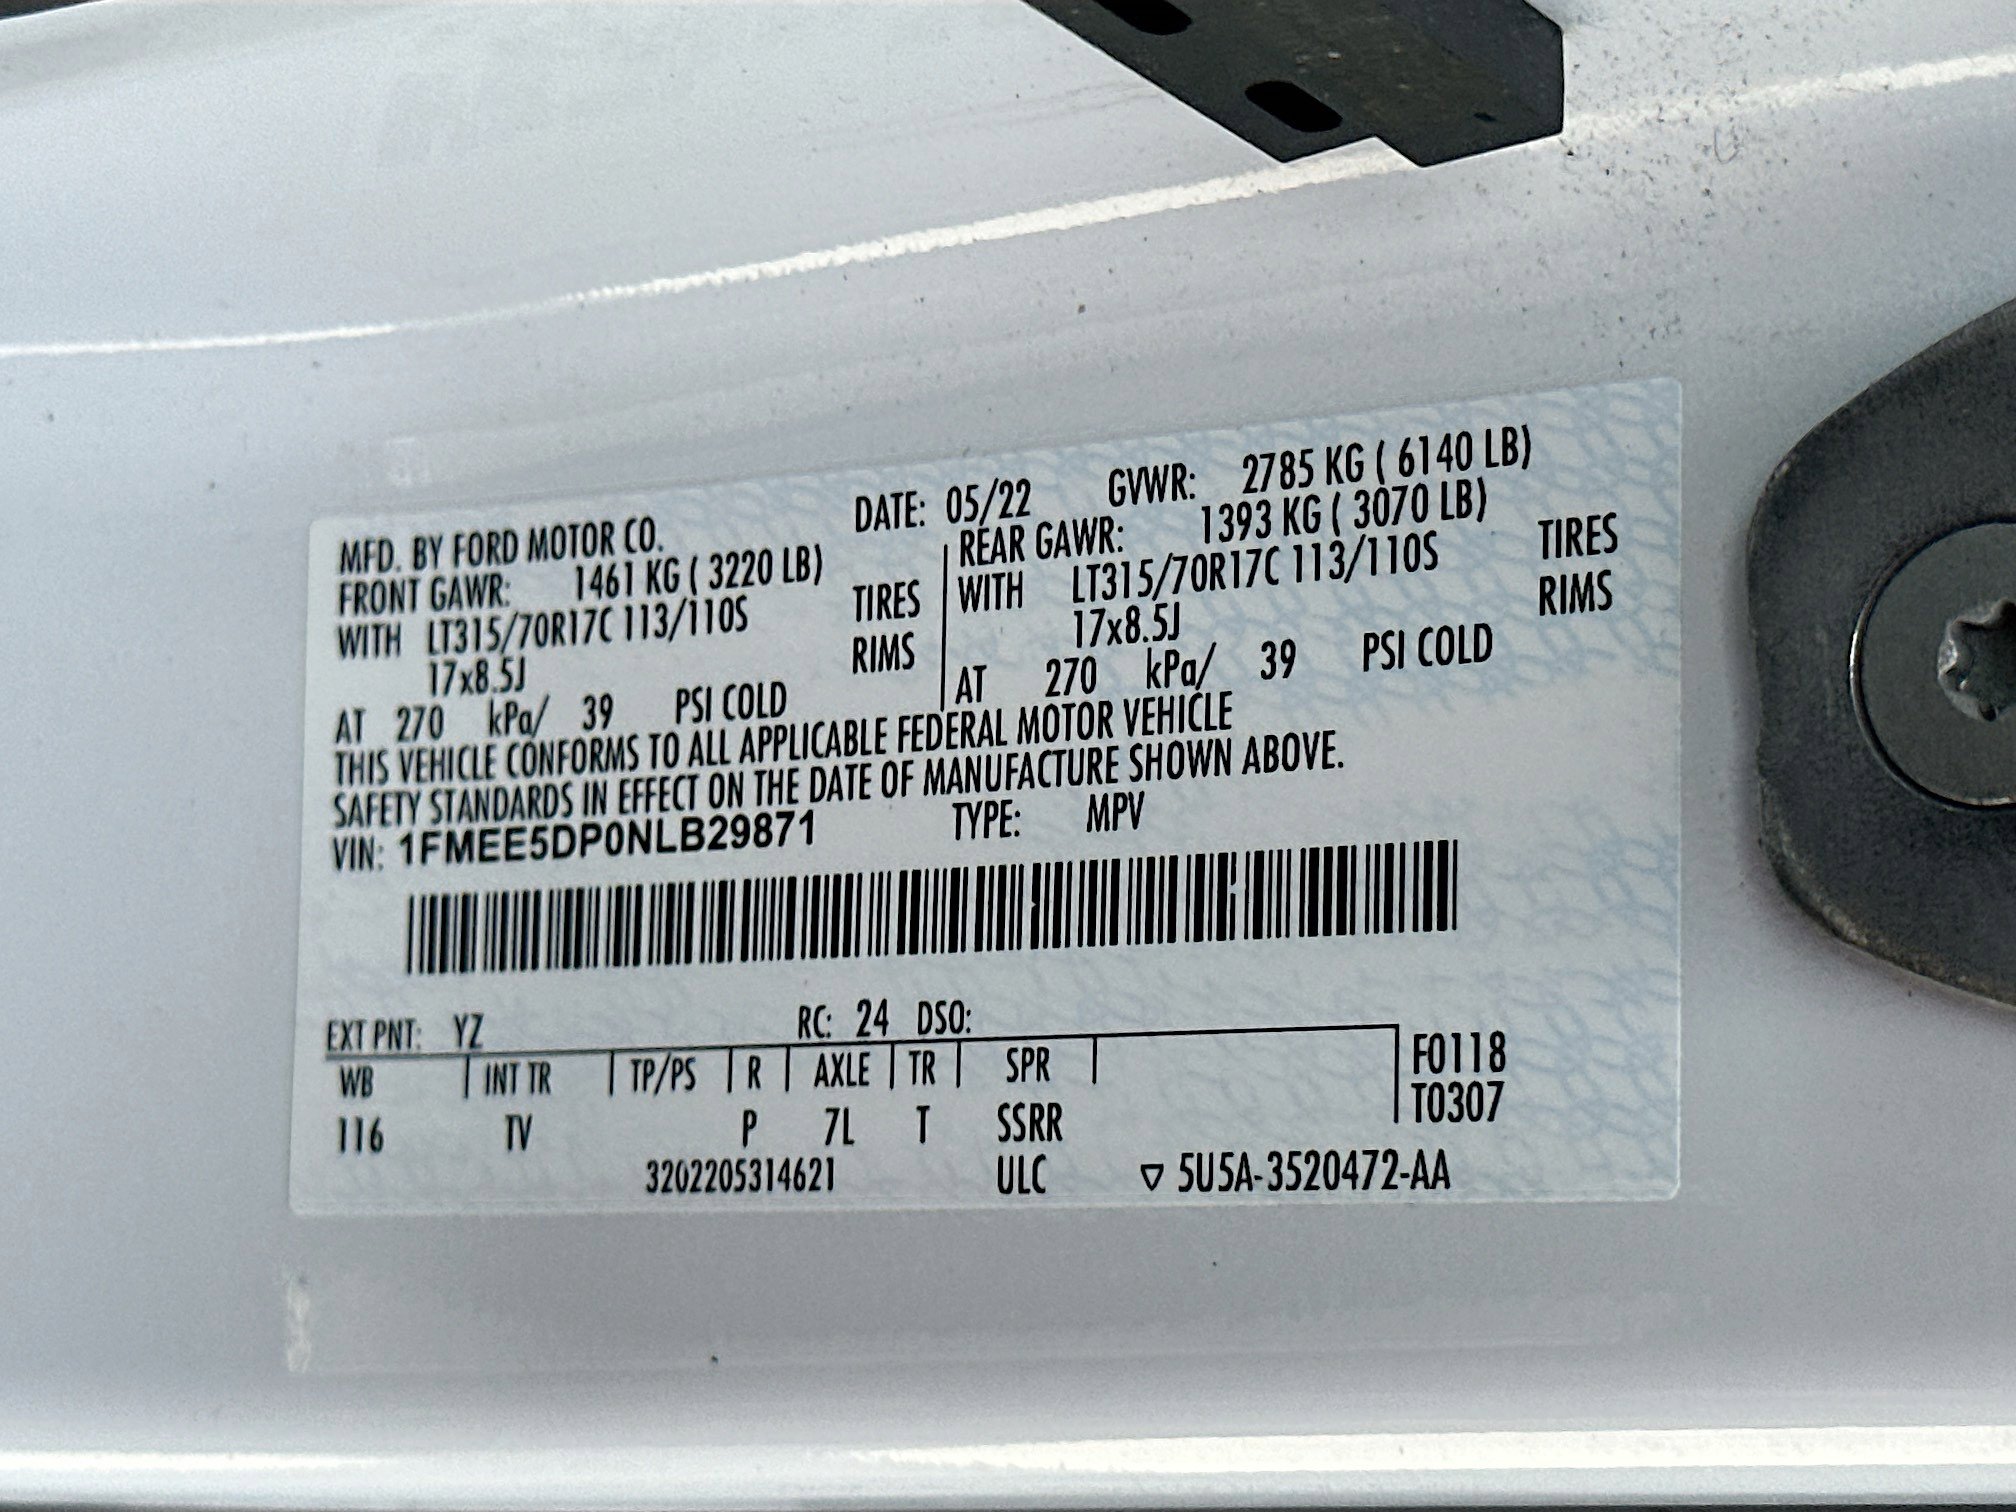 MFD. BY FORD MOTOR CO. DATE: 05/22 GVWR: 2785 KG ( 6140 LB)
FRONT GAWR: 1461 KG ( 3220 LB)
WITH LT315/70R17C 113/110S TIRES
17x8.5J RIMS
AT 270 kPa/ 39 PSI COLD
REAR GAWR: 1393 KG ( 3070 LB)
WITH LT315/70R17C 113/110S TIRES
17x8.5J RIMS
AT 270 kPa/ 39 PSI COLD
THIS VEHICLE CONFORMS TO ALL APPLICABLE FEDERAL MOTOR VEHICLE
SAFETY STANDARDS IN EFFECT ON THE DATE OF MANUFACTURE SHOWN ABOVE.
VIN: 1FMEE5DP0NLB29871 TYPE: MPV
EXT PNT: YZ RC: 24 DSO:
WB INT TR TP/PS R AXLE TR SPR F0118
T0307
116 TV P 7L T SSRR
3202205314621 ULC ▽ 5U5A-3520472-AA